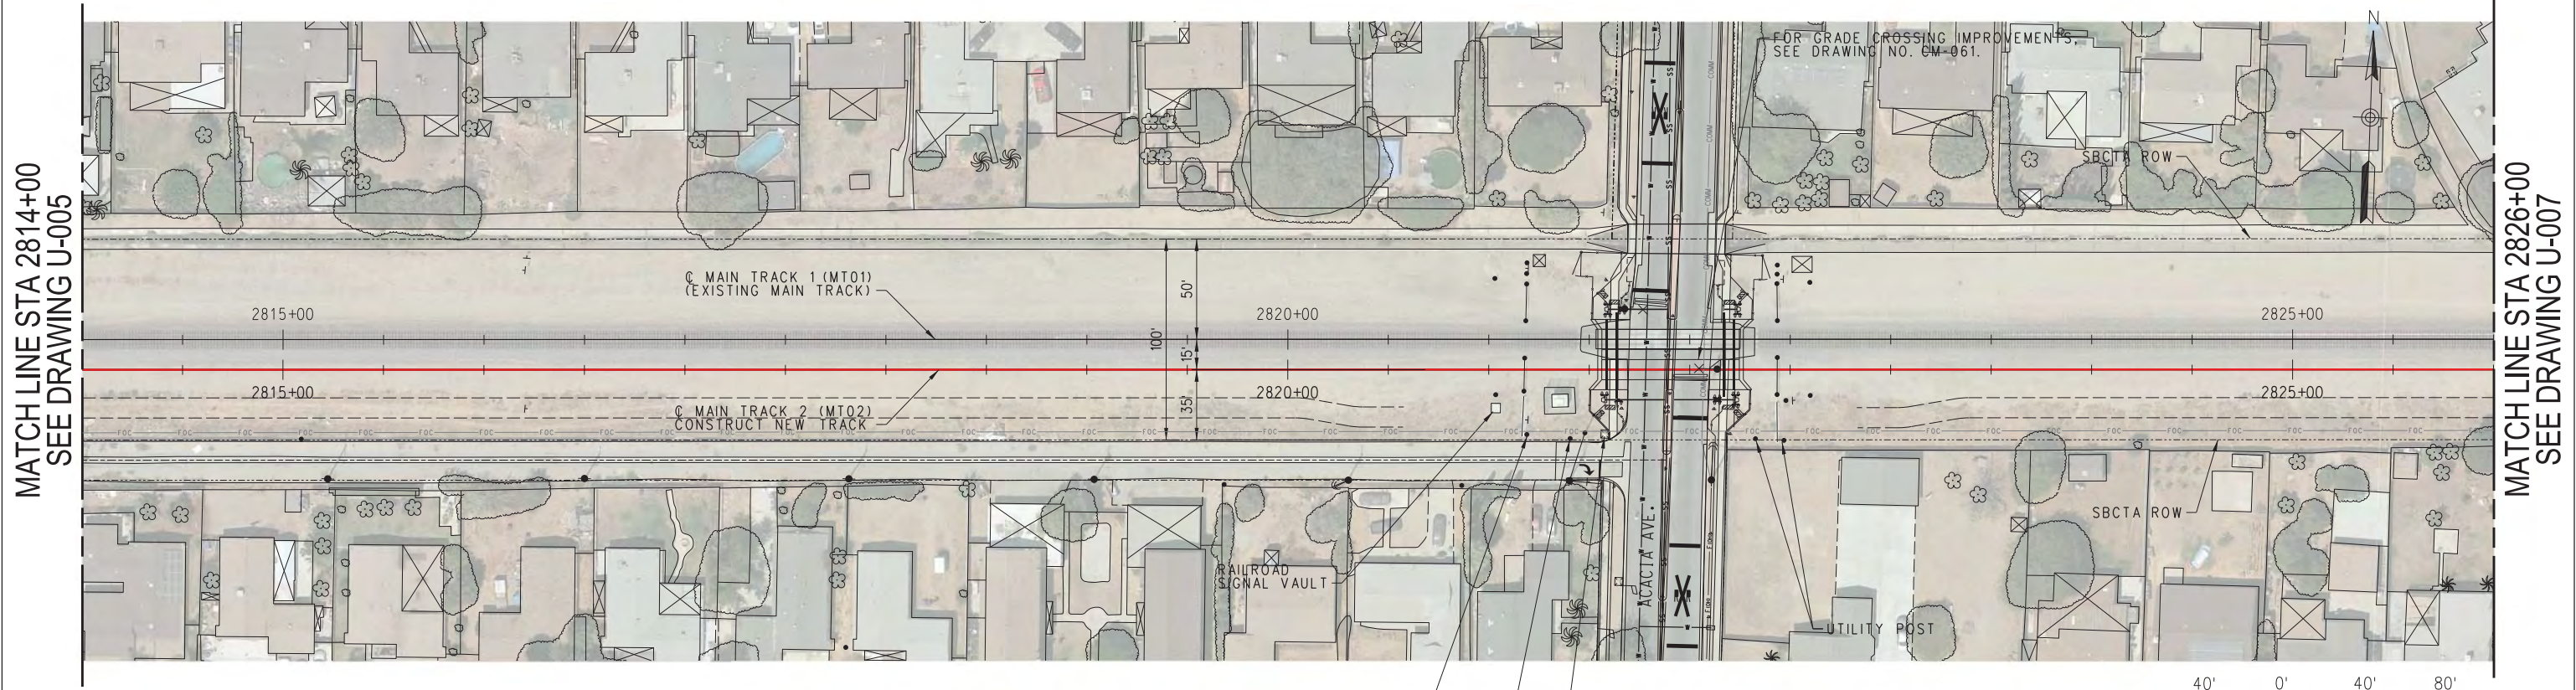 MATCH LINE STA 2814+00
SEE DRAWING U-005
N
FOR GRADE CROSSING IMPROVEMENTS,
SEE DRAWING NO. CM-061.
SBCTA ROW
℄ MAIN TRACK 1 (MT01)
(EXISTING MAIN TRACK)
50'
2815+00
2820+00
2825+00
100'
15'
2815+00
2820+00
2825+00
35'
℄ MAIN TRACK 2 (MT02)
CONSTRUCT NEW TRACK
SBCTA ROW
RAILROAD
SIGNAL VAULT
ACACIA AVE.
UTILITY POST
MATCH LINE STA 2826+00
SEE DRAWING U-007
40'
0'
40'
80'